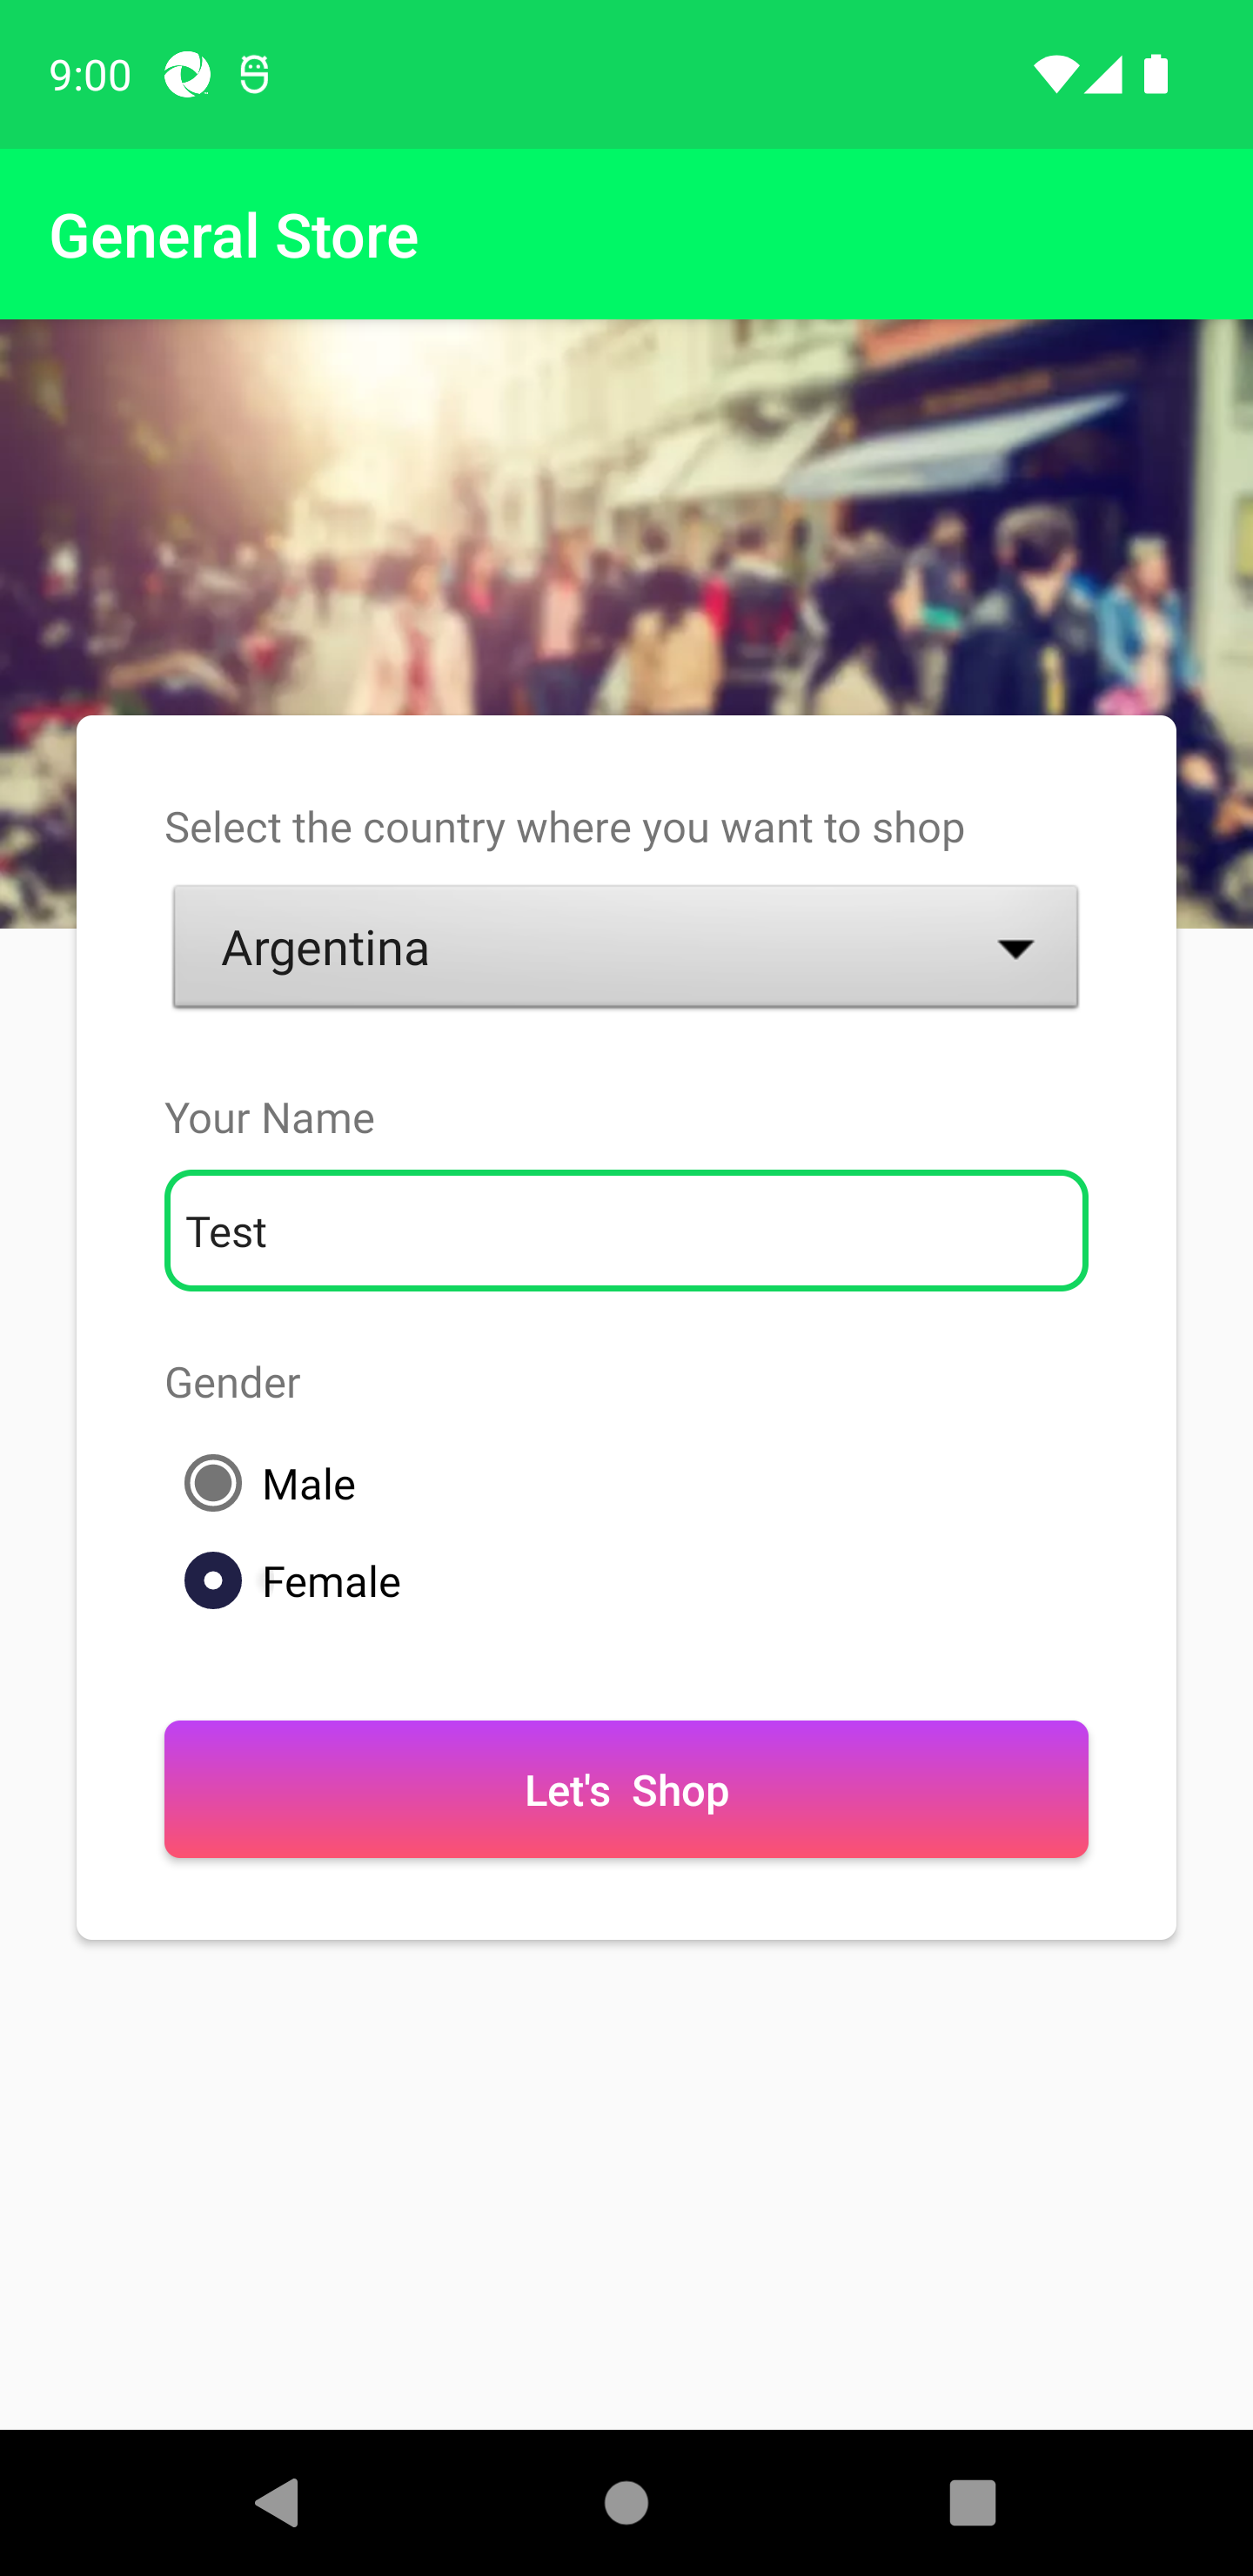 9:00
General Store
Select the country where you want to shop
Argentina
Your Name
Test
Gender
Male
Female
Let's Shop